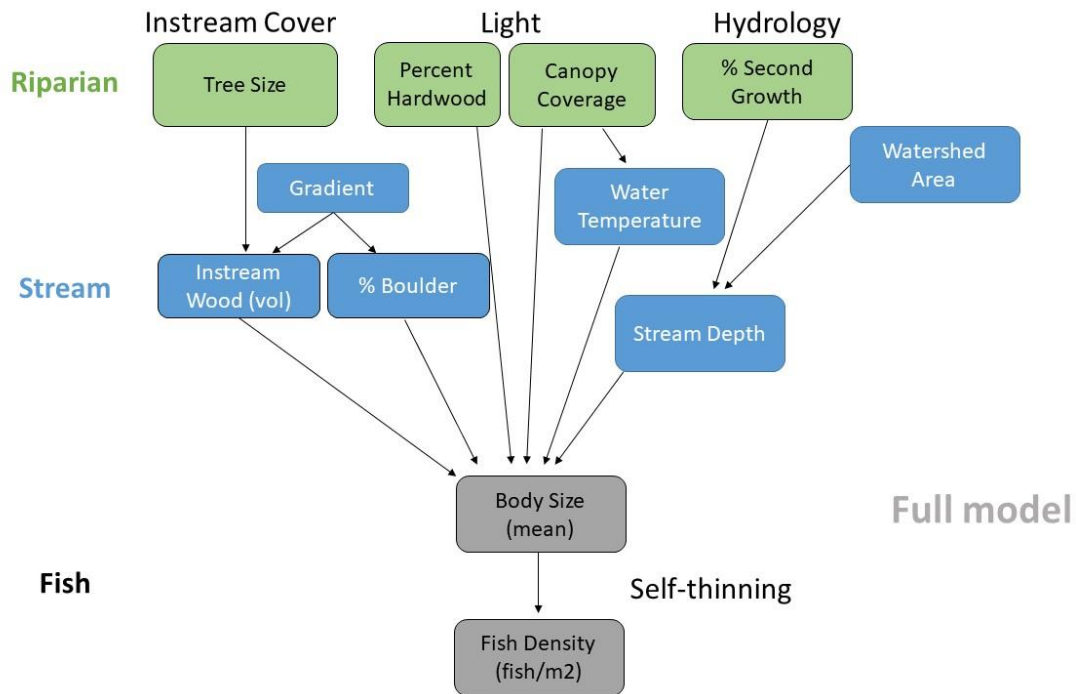 Instream Cover
Light
Hydrology
Riparian
Tree Size
Percent
Hardwood
Canopy
Coverage
% Second
Growth
Watershed
Area
Gradient
Water
Temperature
Stream
Instream
Wood (vol)
% Boulder
Stream Depth
Body Size
(mean)
Full model
Fish
Self-thinning
Fish Density
(fish/m2)